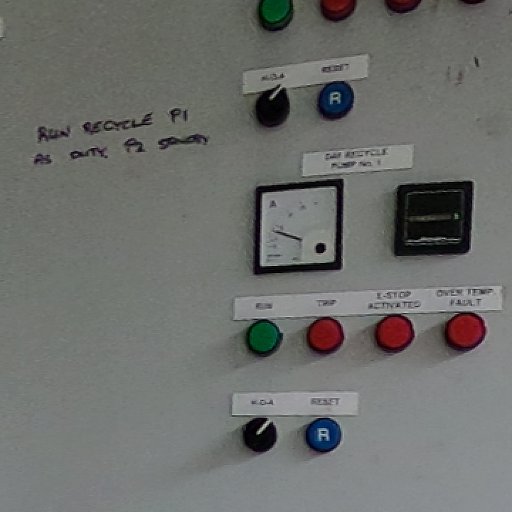 H-O-A RESET
R
RUN RECYCLE P1
AS DUTY, P2 STANDBY
DAF RECYCLE
PUMP No. 1
A
RUN TRIP E-STOP ACTIVATED OVER TEMP FAULT
H-O-A RESET
R